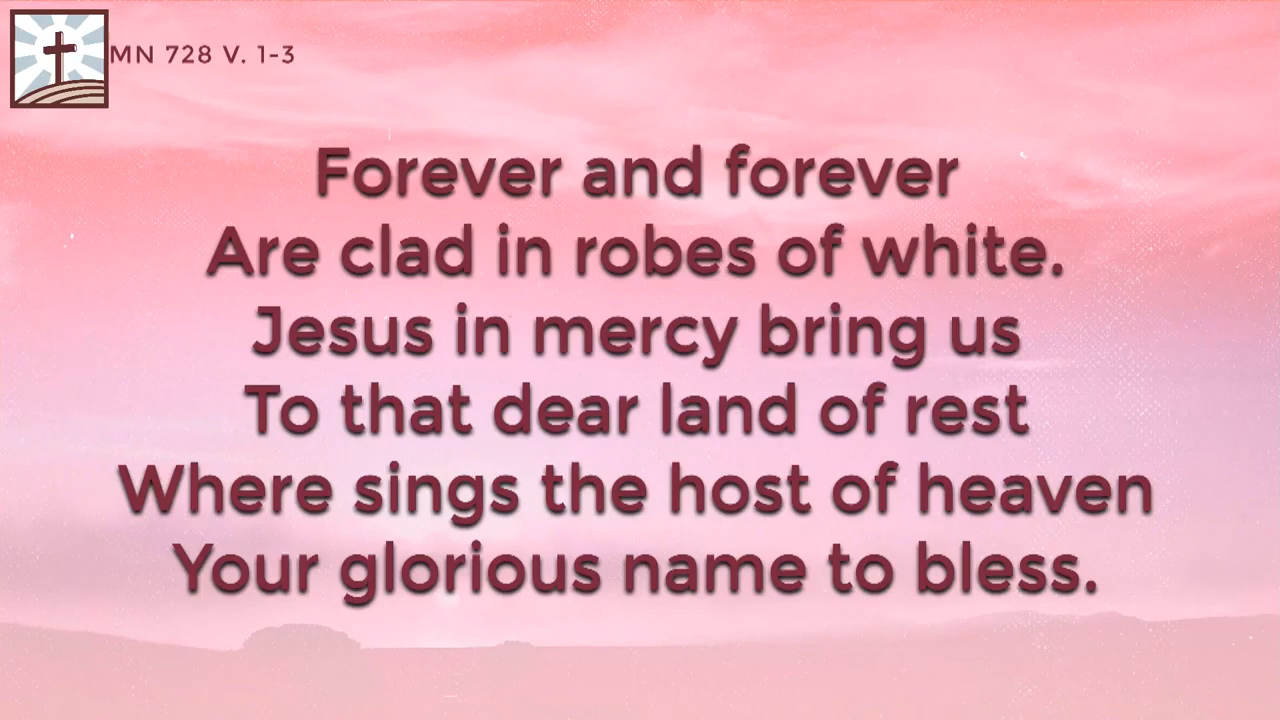 MN 728 V. 1-3
Forever and forever
Are clad in robes of white.
Jesus in mercy bring us
To that dear land of rest
Where sings the host of heaven
Your glorious name to bless.